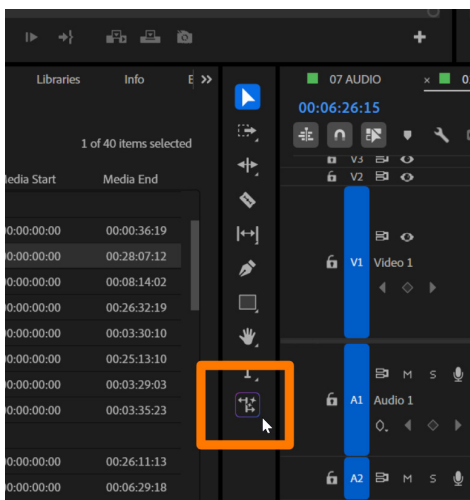 07 AUDIO
Libraries Info
00:06:26:15
1 of 40 items selected
V3
Media End
V2
00:00:00:00 00:00:36:19
00:00:00:00 00:28:07:12
V1 Video 1
00:00:00:00 00:08:14:02
00:00:00:00 00:26:32:19
00:00:00:00 00:03:30:10
00:00:00:00 00:25:13:10
00:00:00:00 00:03:29:03
M S
00:00:00:00 00:03:35:23
A1 Audio 1
00:00:00:00 00:26:11:13
00:00:00:00 00:06:29:18
A2 M S